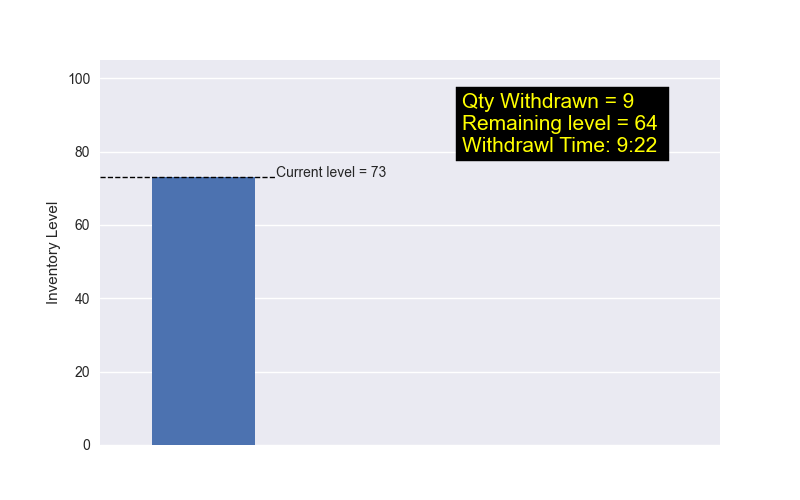 100
80
60
40
20
0
Inventory Level
Current level = 73
Qty Withdrawn = 9
Remaining level = 64
Withdrawl Time: 9:22